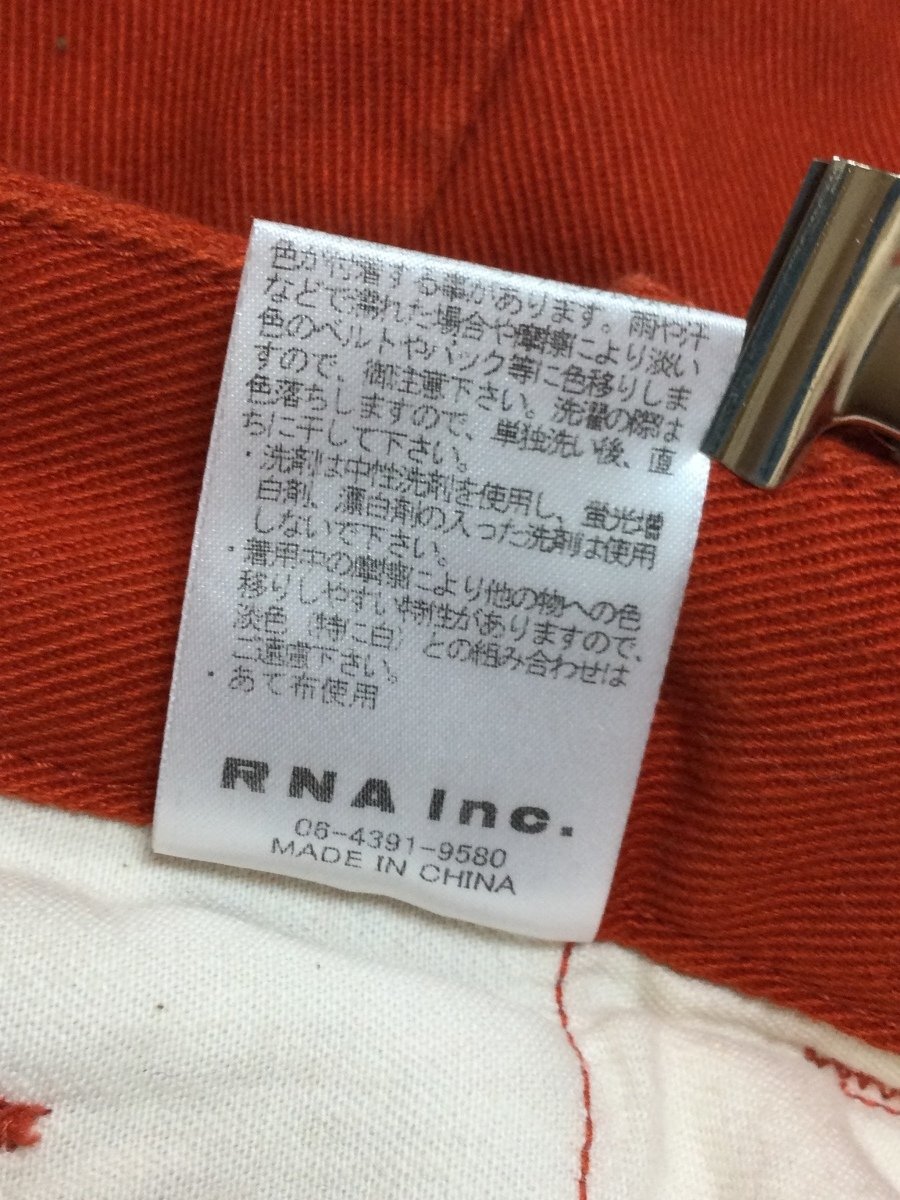 色が付着する事があります。雨や汗
などで濡れた場合や摩擦により淡い
色のベルトやバック等に色移りしま
すので、御注意下さい。洗濯の際は
色落ちしますので、単独洗い後、直
ちに干して下さい。
・洗剤は中性洗剤を使用し、蛍光増
白剤、漂白剤の入った洗剤は使用
しないで下さい。
・着用中の摩擦により他の物への色
移りしやすい特性がありますので、
淡色（特に白）との組み合わせは
ご遠慮下さい。
・あて布使用
RNA Inc.
06-4391-9580
MADE IN CHINA